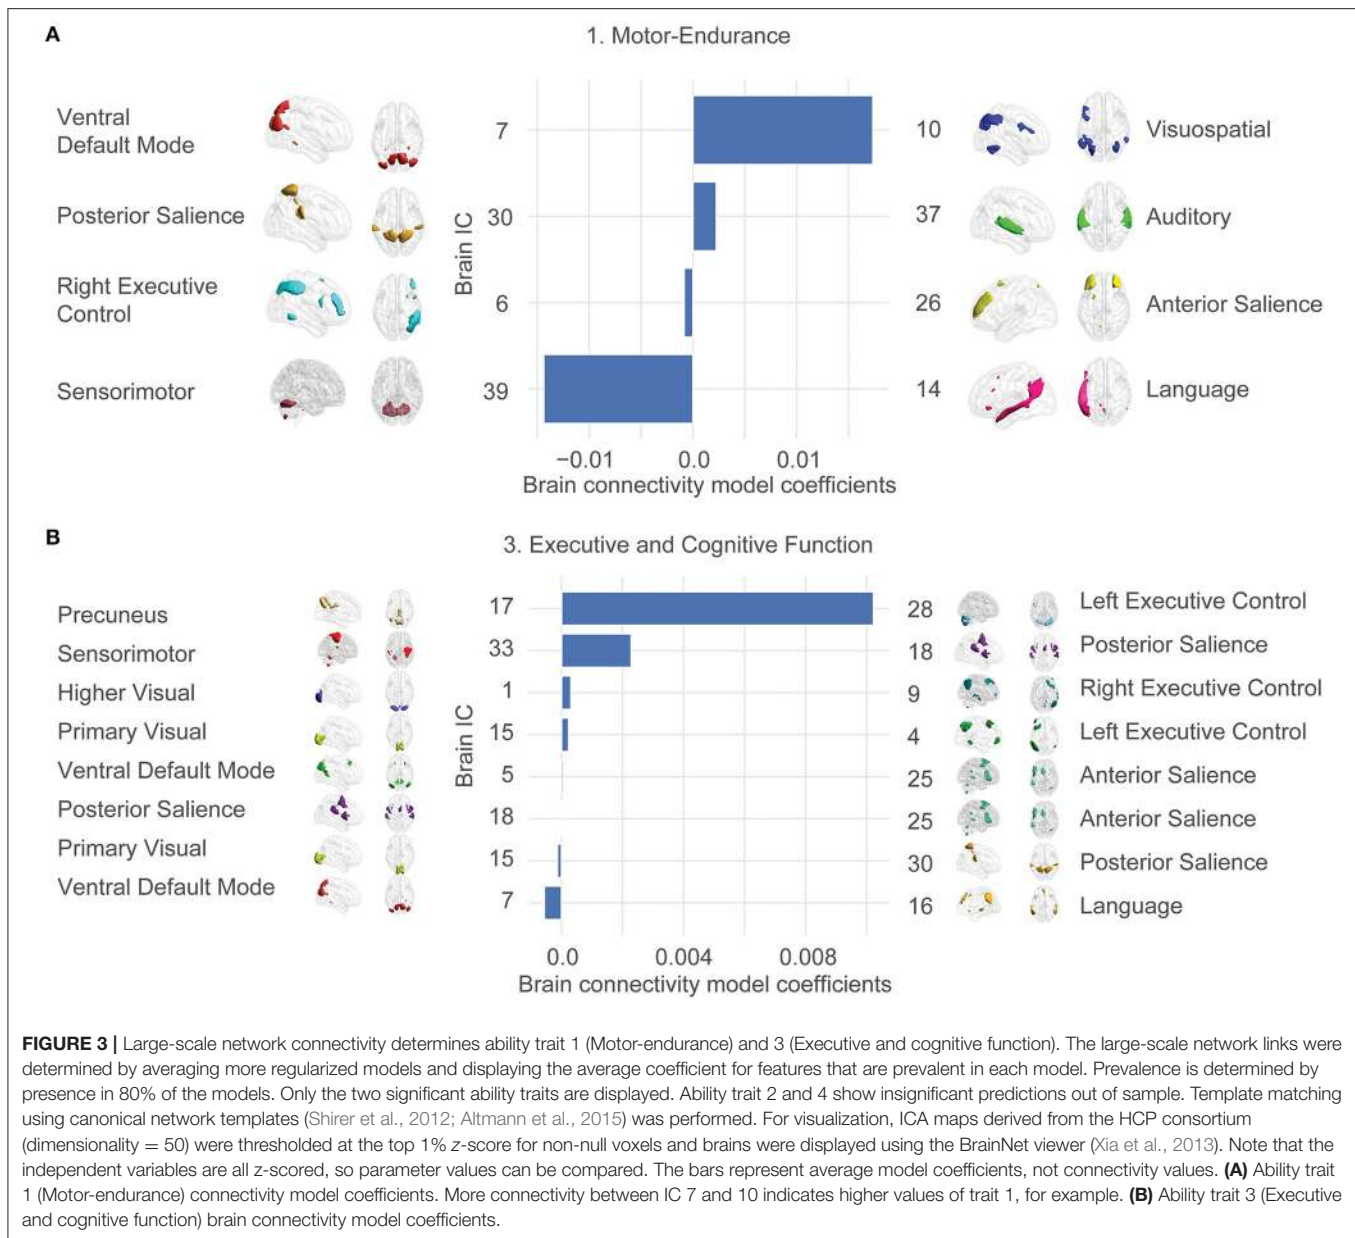 A
1. Motor-Endurance
Ventral
Default Mode
Posterior Salience
Right Executive
Control
Sensorimotor
Brain IC
7
30
6
39
10
37
26
14
Visuospatial
Auditory
Anterior Salience
Language
−0.01
0.0
0.01
Brain connectivity model coefficients
B
3. Executive and Cognitive Function
Precuneus
Sensorimotor
Higher Visual
Primary Visual
Ventral Default Mode
Posterior Salience
Primary Visual
Ventral Default Mode
Brain IC
17
33
1
15
5
18
15
7
28
18
9
4
25
25
30
16
Left Executive Control
Posterior Salience
Right Executive Control
Left Executive Control
Anterior Salience
Anterior Salience
Posterior Salience
Language
0.0
0.004
0.008
Brain connectivity model coefficients
FIGURE 3 | Large-scale network connectivity determines ability trait 1 (Motor-endurance) and 3 (Executive and cognitive function). The large-scale network links were
determined by averaging more regularized models and displaying the average coefficient for features that are prevalent in each model. Prevalence is determined by
presence in 80% of the models. Only the two significant ability traits are displayed. Ability trait 2 and 4 show insignificant predictions out of sample. Template matching
using canonical network templates (Shirer et al., 2012; Altmann et al., 2015) was performed. For visualization, ICA maps derived from the HCP consortium
(dimensionality = 50) were thresholded at the top 1% z-score for non-null voxels and brains were displayed using the BrainNet viewer (Xia et al., 2013). Note that the
independent variables are all z-scored, so parameter values can be compared. The bars represent average model coefficients, not connectivity values. (A) Ability trait
1 (Motor-endurance) connectivity model coefficients. More connectivity between IC 7 and 10 indicates higher values of trait 1, for example. (B) Ability trait 3 (Executive
and cognitive function) brain connectivity model coefficients.